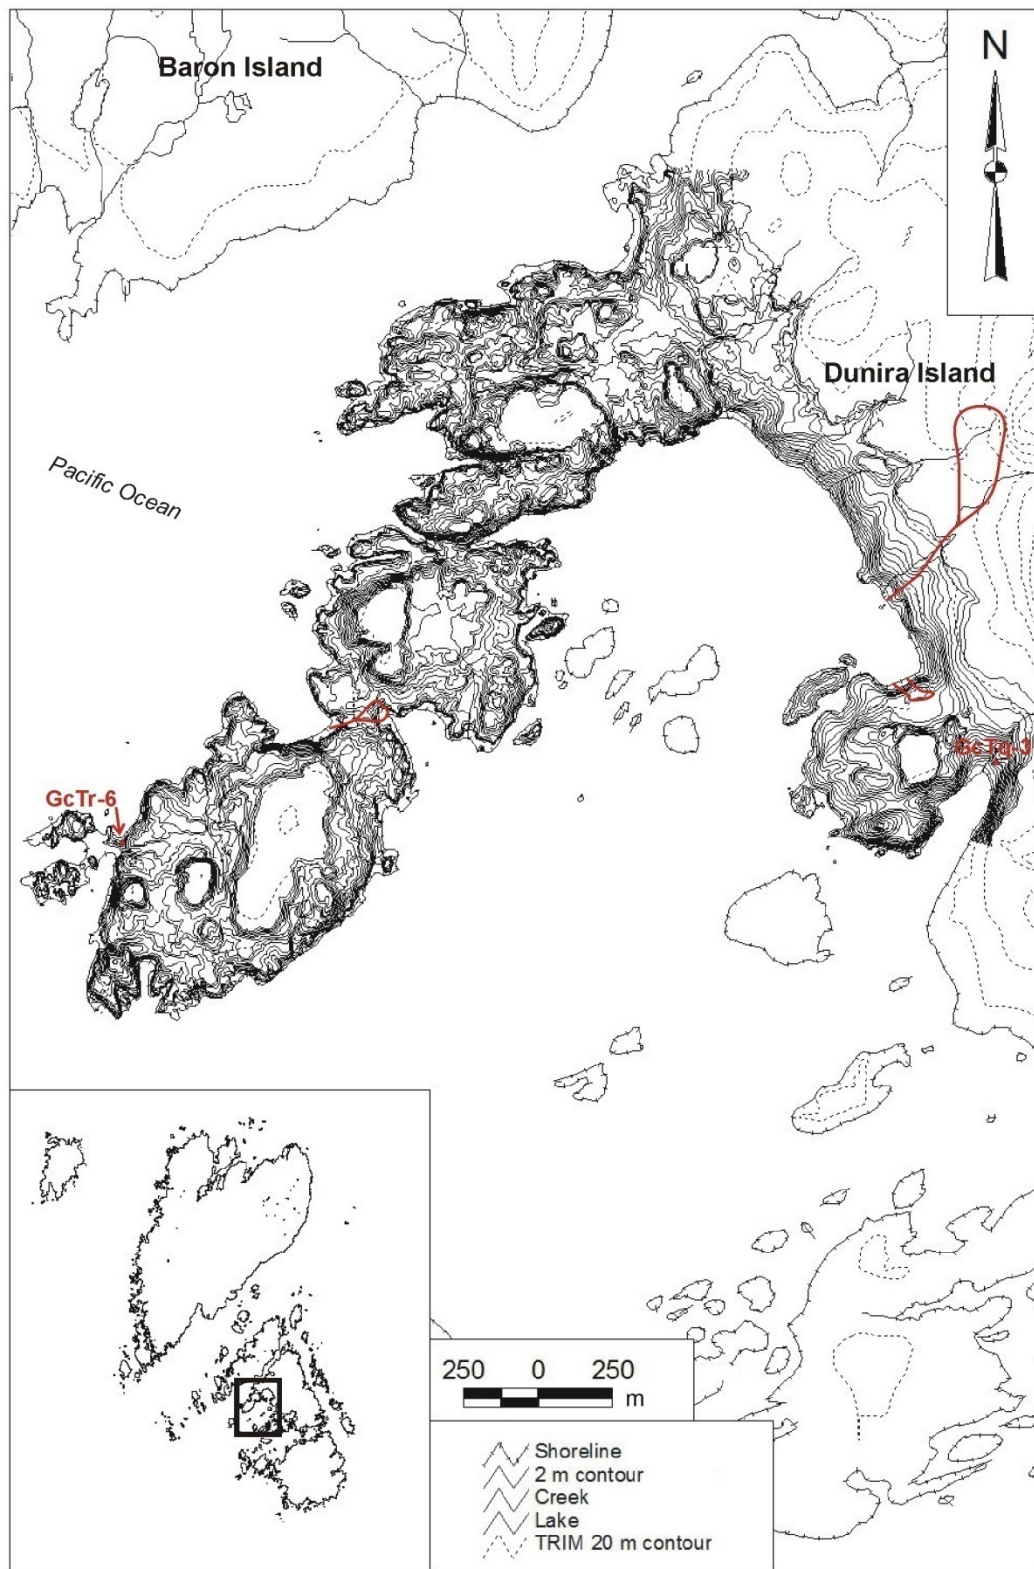 Baron Island
N
Dunira Island
Pacific Ocean
GcTr-6
250 0 250
m
Shoreline
2 m contour
Creek
Lake
TRIM 20 m contour